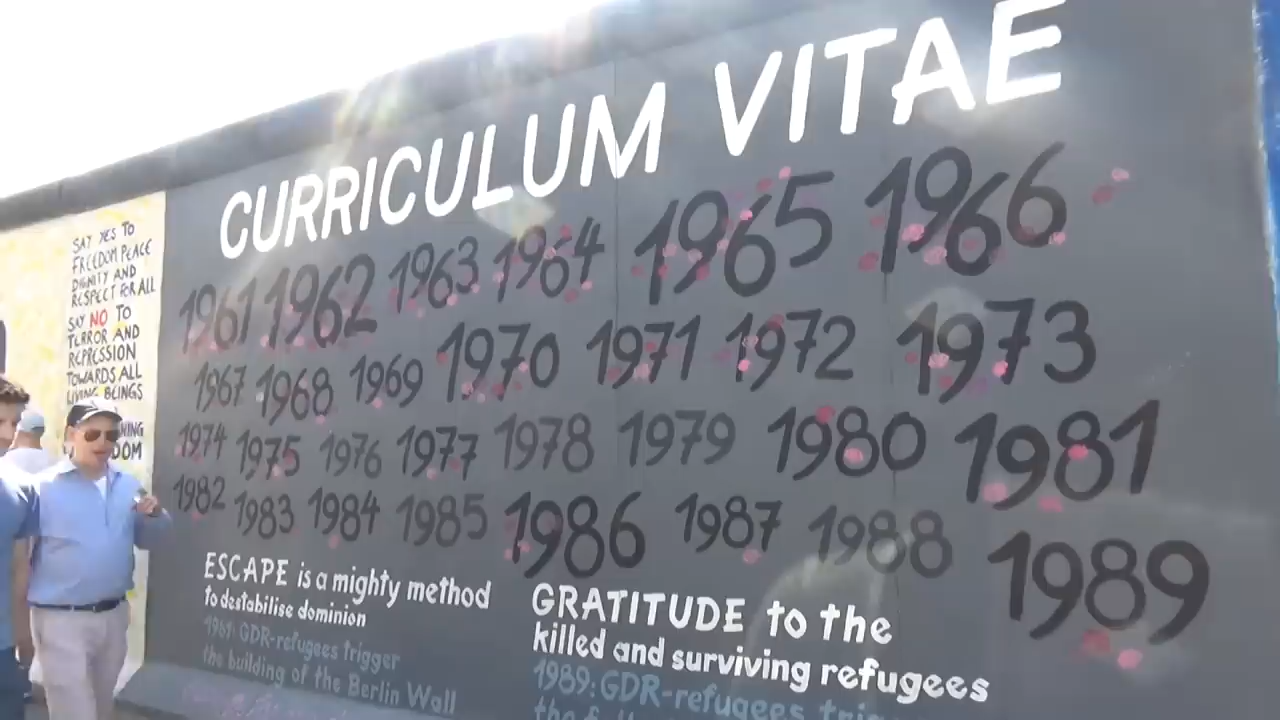 SAY YES TO
FREEDOM PEACE
DIGNITY AND
RESPECT FOR ALL
SAY NO TO
TERROR AND
REPRESSION
TOWARDS ALL
LIVING BEINGS
CURRICULUM VITAE
1961 1962 1963 1964 1965 1966
1967 1968 1969 1970 1971 1972 1973
1974 1975 1976 1977 1978 1979 1980 1981
1982 1983 1984 1985 1986 1987 1988 1989
ESCAPE is a mighty method
to destabilise dominion
1961: GDR-refugees trigger
the building of the Berlin Wall
GRATITUDE to the
killed and surviving refugees
1989: GDR-refugees
the